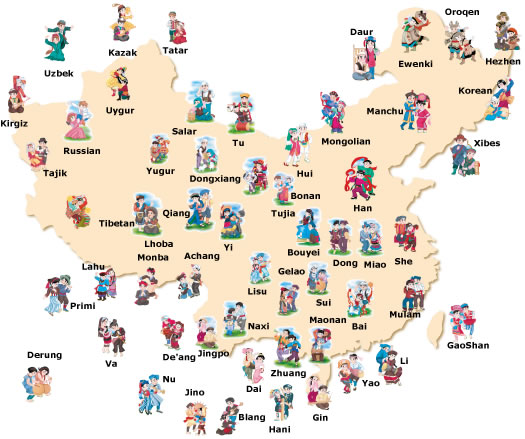 Oroqen
Daur
Kazak
Tatar
Uzbek
Ewenki
Hezhen
Korean
Uygur
Manchu
Kirgiz
Russian
Salar
Tu
Mongolian
Xibes
Tajik
Yugur
Dongxiang
Hui
Bonan
Han
Qiang
Tujia
Tibetan
Lhoba
Yi
Bouyei
Dong
Miao
She
Monba
Achang
Gelao
Lahu
Lisu
Sui
Primi
Maonan
Bai
Mulam
Naxi
GaoShan
Derung
Va
De'ang
Jingpo
Zhuang
Li
Nu
Dai
Yao
Jino
Blang
Hani
Gin